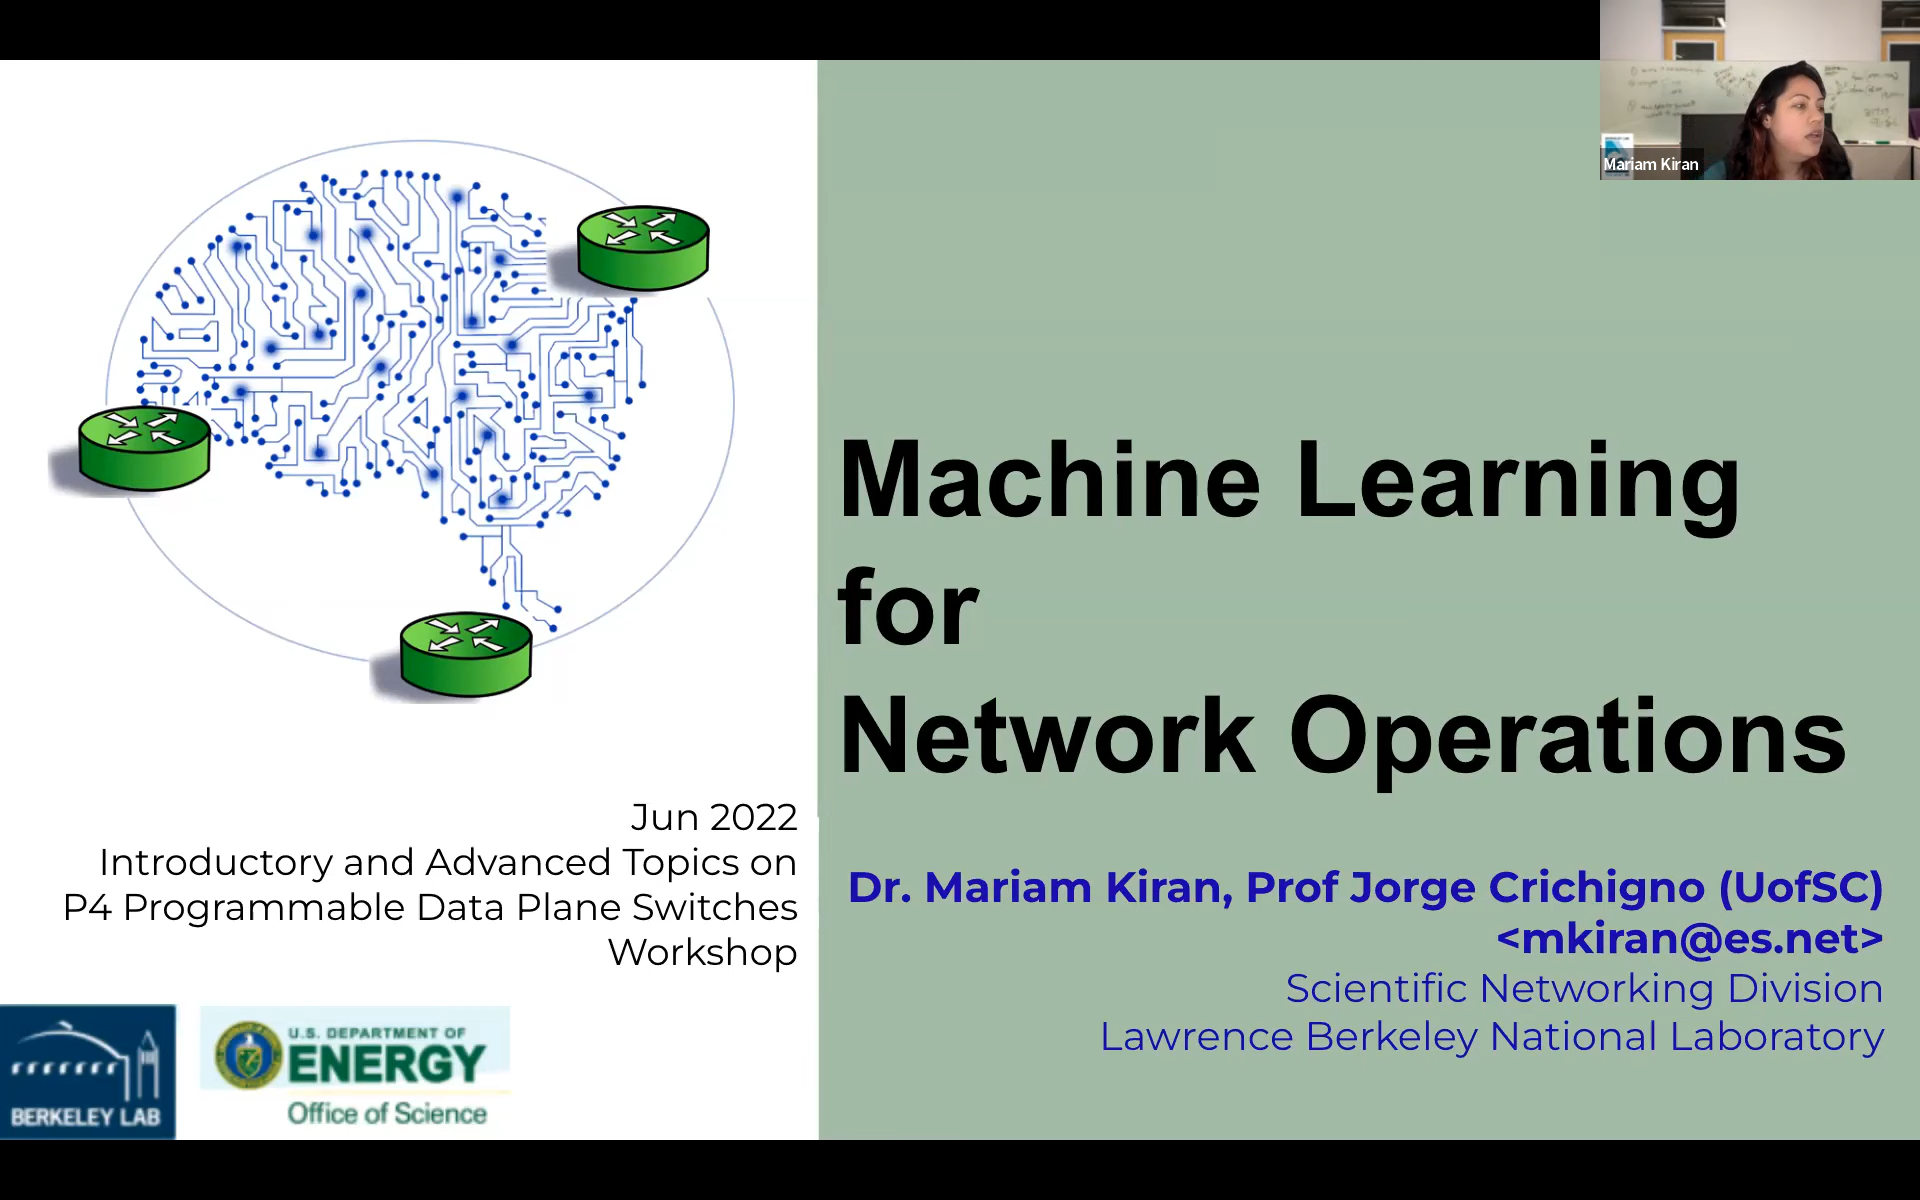 Mariam Kiran
Machine Learning
for
Network Operations
Jun 2022
Introductory and Advanced Topics on
P4 Programmable Data Plane Switches
Workshop
Dr. Mariam Kiran, Prof Jorge Crichigno (UofSC)
<mkiran@es.net>
Scientific Networking Division
Lawrence Berkeley National Laboratory
BERKELEY LAB
U.S. DEPARTMENT OF
ENERGY
Office of Science